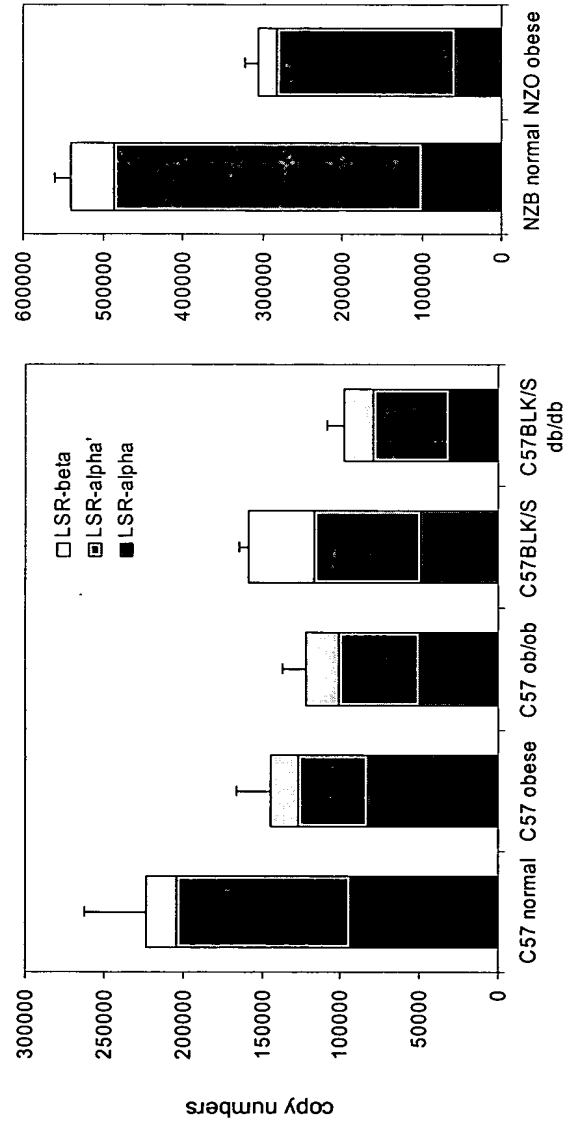 copy numbers
300000
250000
200000
150000
100000
50000
0
LSR-beta
LSR-alpha'
LSR-alpha
C57 normal
C57 obese
C57 ob/ob
C57BLK/S
C57BLK/S
db/db
600000
500000
400000
300000
200000
100000
0
NZB normal
NZO obese